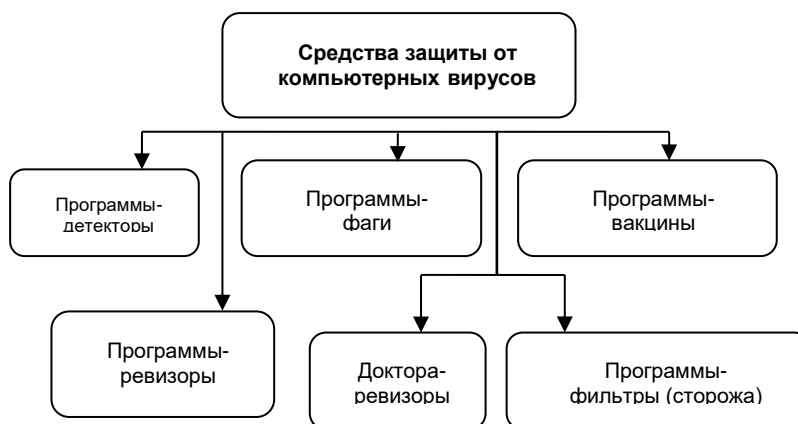 Средства защиты от
компьютерных вирусов
Программы-
детекторы
Программы-
фаги
Программы-
вакцины
Программы-
ревизоры
Доктора-
ревизоры
Программы-
фильтры (сторожа)